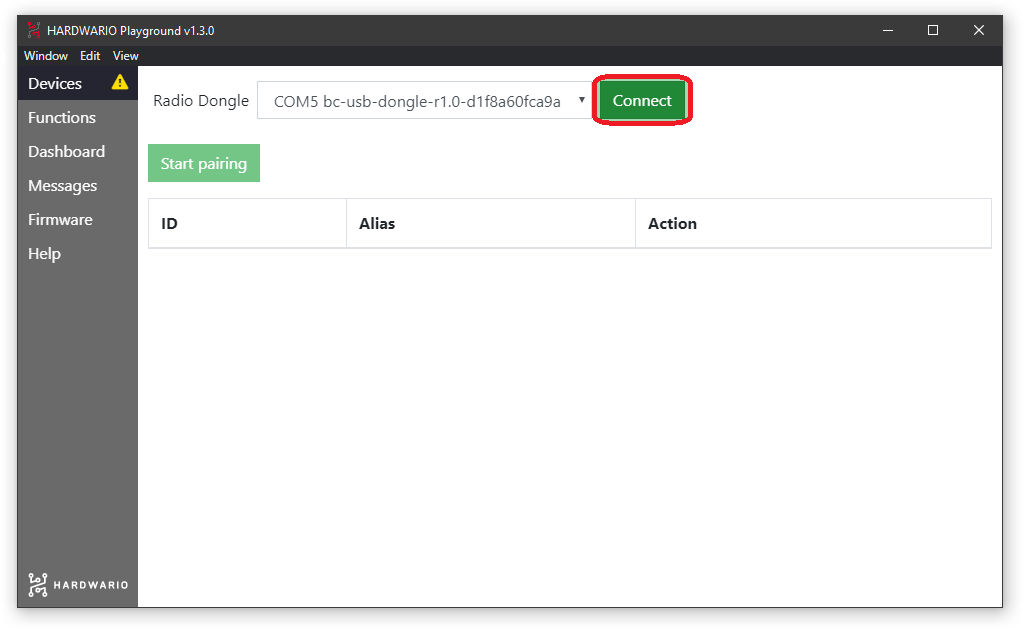 HARDWARIO Playground v1.3.0
Window Edit View
Devices
Functions
Dashboard
Messages
Firmware
Help
Radio Dongle COM5 bc-usb-dongle-r1.0-d1f8a60fca9a Connect
Start pairing
ID Alias Action
HARDWARIO